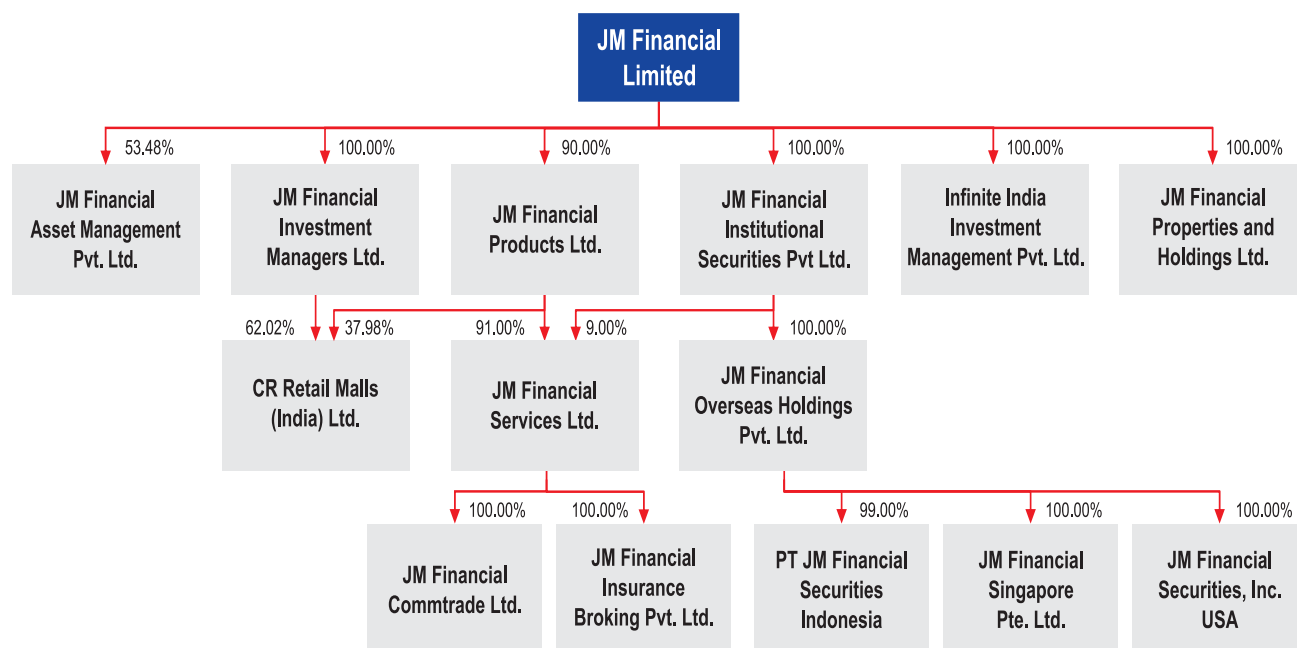 JM Financial
Limited
53.48%
100.00%
90.00%
100.00%
100.00%
100.00%
JM Financial
Asset Management
Pvt. Ltd.
JM Financial
Investment
Managers Ltd.
JM Financial
Products Ltd.
JM Financial
Institutional
Securities Pvt Ltd.
Infinite India
Investment
Management Pvt. Ltd.
JM Financial
Properties and
Holdings Ltd.
62.02%
37.98%
91.00%
9.00%
100.00%
CR Retail Malls
(India) Ltd.
JM Financial
Services Ltd.
JM Financial
Overseas Holdings
Pvt. Ltd.
100.00%
100.00%
99.00%
100.00%
100.00%
JM Financial
Commtrade Ltd.
JM Financial
Insurance
Broking Pvt. Ltd.
PT JM Financial
Securities
Indonesia
JM Financial
Singapore
Pte. Ltd.
JM Financial
Securities, Inc.
USA